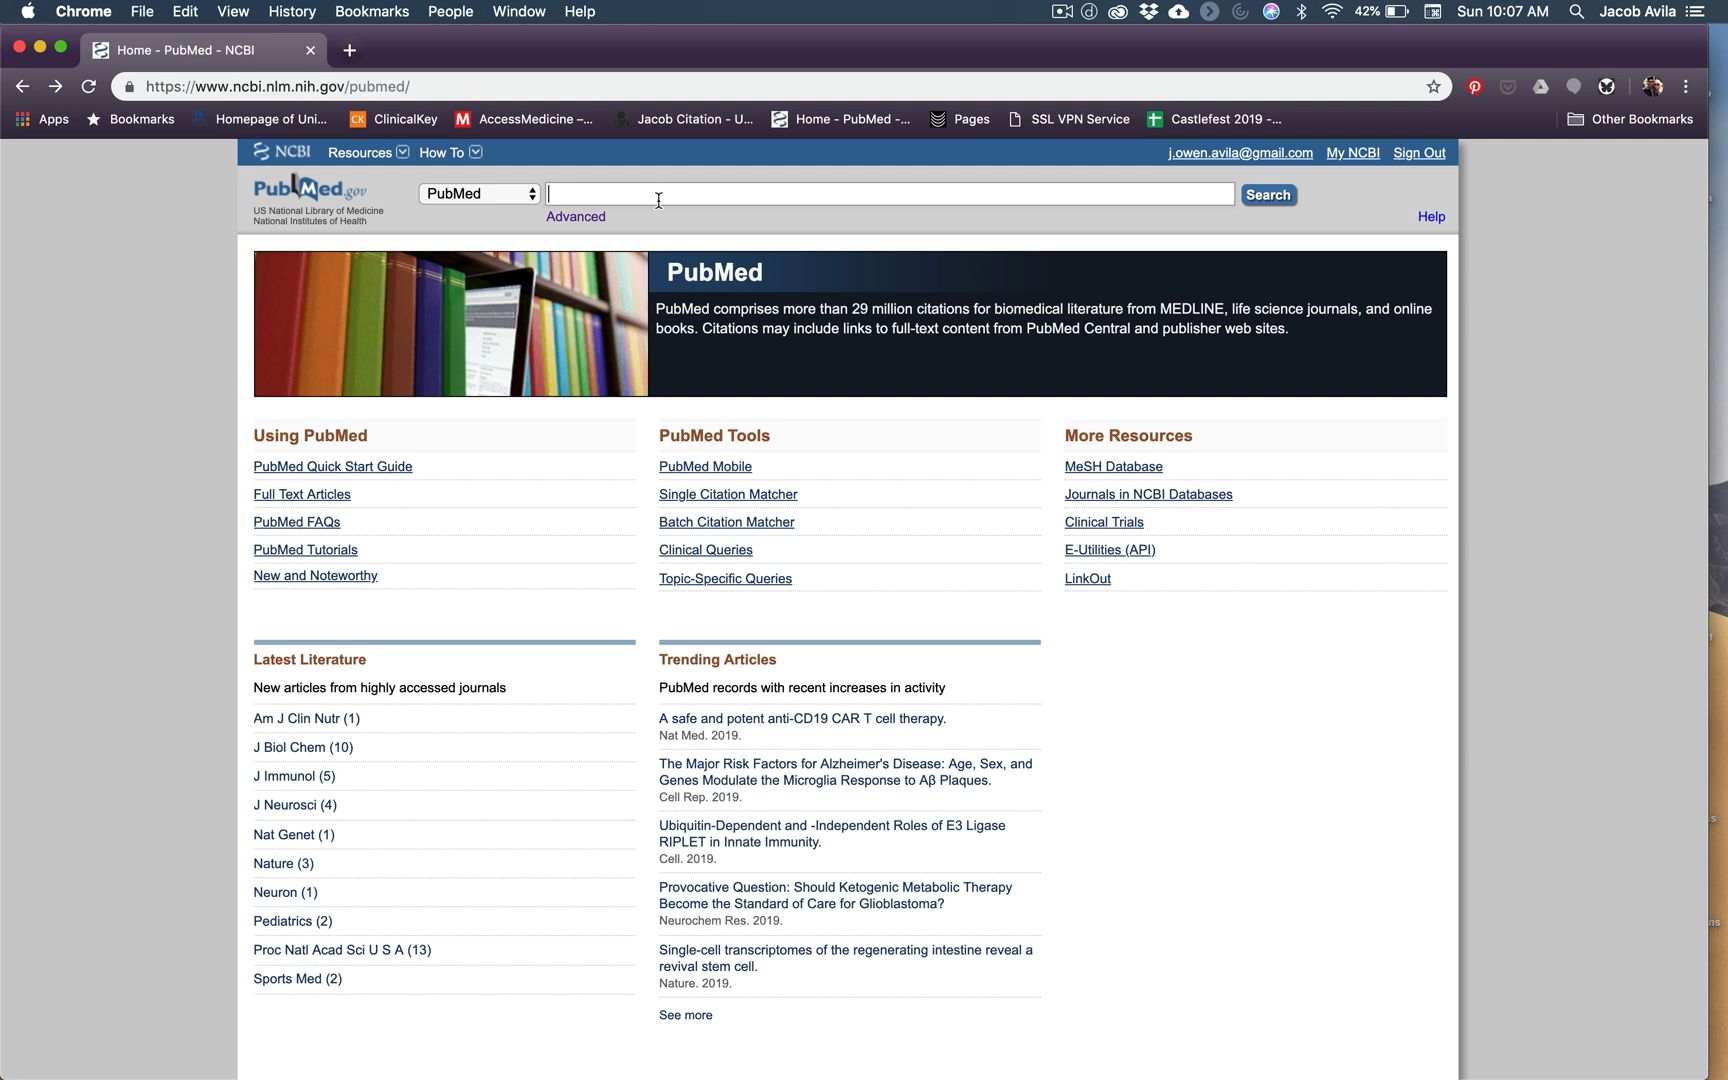 Chrome File Edit View History Bookmarks People Window Help 42% Sun 10:07 AM Jacob Avila
Home - PubMed - NCBI
https://www.ncbi.nlm.nih.gov/pubmed/
Apps Bookmarks Homepage of Uni... CK ClinicalKey M AccessMedicine –... Jacob Citation - U... Home - PubMed -... Pages SSL VPN Service Castlefest 2019 -... Other Bookmarks
NCBI Resources How To j.owen.avila@gmail.com My NCBI Sign Out
PubMed.gov
US National Library of Medicine
National Institutes of Health
PubMed Search
Advanced Help
PubMed
PubMed comprises more than 29 million citations for biomedical literature from MEDLINE, life science journals, and online
books. Citations may include links to full-text content from PubMed Central and publisher web sites.
Using PubMed
PubMed Quick Start Guide
Full Text Articles
PubMed FAQs
PubMed Tutorials
New and Noteworthy
PubMed Tools
PubMed Mobile
Single Citation Matcher
Batch Citation Matcher
Clinical Queries
Topic-Specific Queries
More Resources
MeSH Database
Journals in NCBI Databases
Clinical Trials
E-Utilities (API)
LinkOut
Latest Literature
New articles from highly accessed journals
Am J Clin Nutr (1)
J Biol Chem (10)
J Immunol (5)
J Neurosci (4)
Nat Genet (1)
Nature (3)
Neuron (1)
Pediatrics (2)
Proc Natl Acad Sci U S A (13)
Sports Med (2)
Trending Articles
PubMed records with recent increases in activity
A safe and potent anti-CD19 CAR T cell therapy.
Nat Med. 2019.
The Major Risk Factors for Alzheimer's Disease: Age, Sex, and
Genes Modulate the Microglia Response to Aβ Plaques.
Cell Rep. 2019.
Ubiquitin-Dependent and -Independent Roles of E3 Ligase
RIPLET in Innate Immunity.
Cell. 2019.
Provocative Question: Should Ketogenic Metabolic Therapy
Become the Standard of Care for Glioblastoma?
Neurochem Res. 2019.
Single-cell transcriptomes of the regenerating intestine reveal a
revival stem cell.
Nature. 2019.
See more